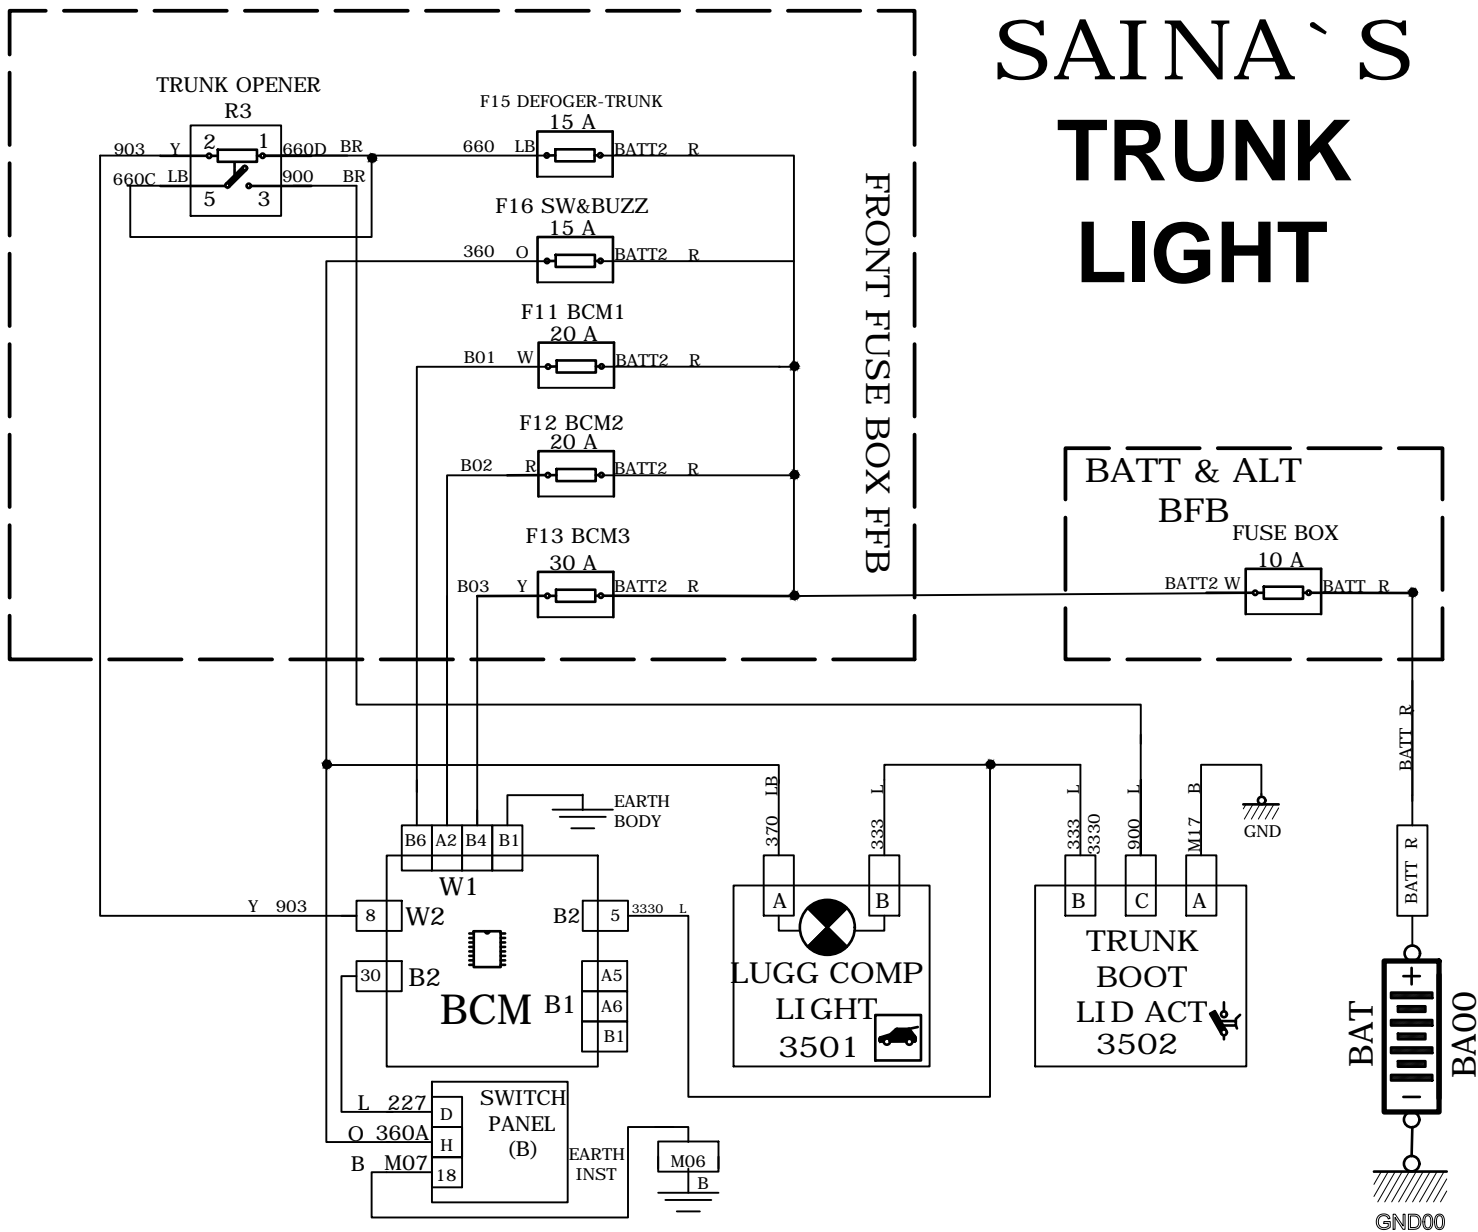 SAINA`S
TRUNK
LIGHT
TRUNK OPENER
R3
2 1
903 Y
660D BR
660C LB
900 BR
5 3
F15 DEFOGER-TRUNK
15 A
660 LB
BATT2 R
F16 SW&BUZZ
15 A
360 O
BATT2 R
F11 BCM1
20 A
B01 W
BATT2 R
F12 BCM2
20 A
B02 R
BATT2 R
F13 BCM3
30 A
B03 Y
BATT2 R
FRONT FUSE BOX FFB
BATT & ALT
BFB
FUSE BOX
10 A
BATT2 W
BATT R
BATT R
BATT R
BAT
+
-
BA00
GND00
EARTH
BODY
B6 A2 B4 B1
W1
Y 903
8 W2
B2 5
3330 L
30 B2
BCM
B1
A5
A6
B1
370 LB
333 L
A B
LUGG COMP
LIGHT
3501
333 L
3330
900 L
M17 B
GND
B C A
TRUNK
BOOT
LID ACT
3502
L 227
D
O 360A
H
B M07
18
SWITCH
PANEL
(B)
EARTH
INST
M06
B